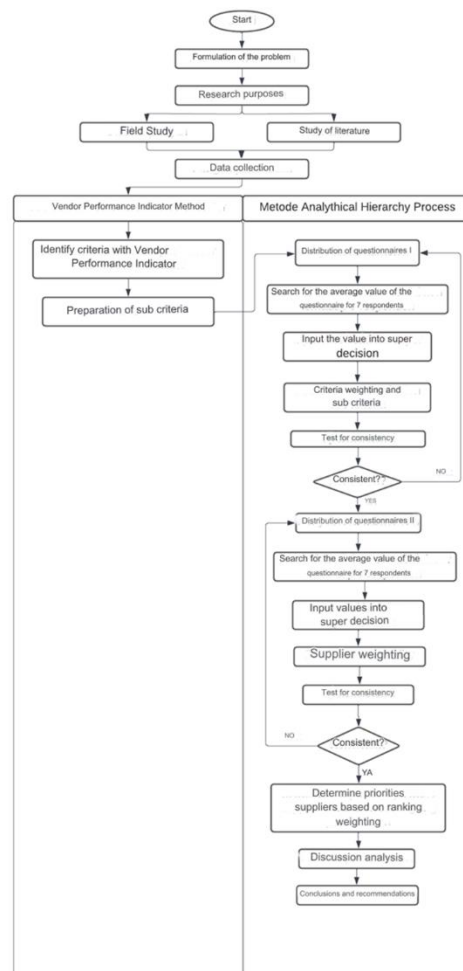 Start
Formulation of the problem
Research purposes
Field Study
Study of literature
Data collection
Vendor Performance Indicator Method
Metode Analytical Hierarchy Process
Identify criteria with Vendor
Performance Indicator
Preparation of sub criteria
Distribution of questionnaires I
Search for the average value of the
questionnaire for 7 respondents
Input the value into super
decision
Criteria weighting and
sub criteria
Test for consistency
Consistent?
NO
YES
Distribution of questionnaires II
Search for the average value of the
questionnaire for 7 respondents
Input values into
super decision
Supplier weighting
Test for consistency
NO
Consistent?
YA
Determine priorities
suppliers based on ranking
weighting
Discussion analysis
Conclusions and recommendations